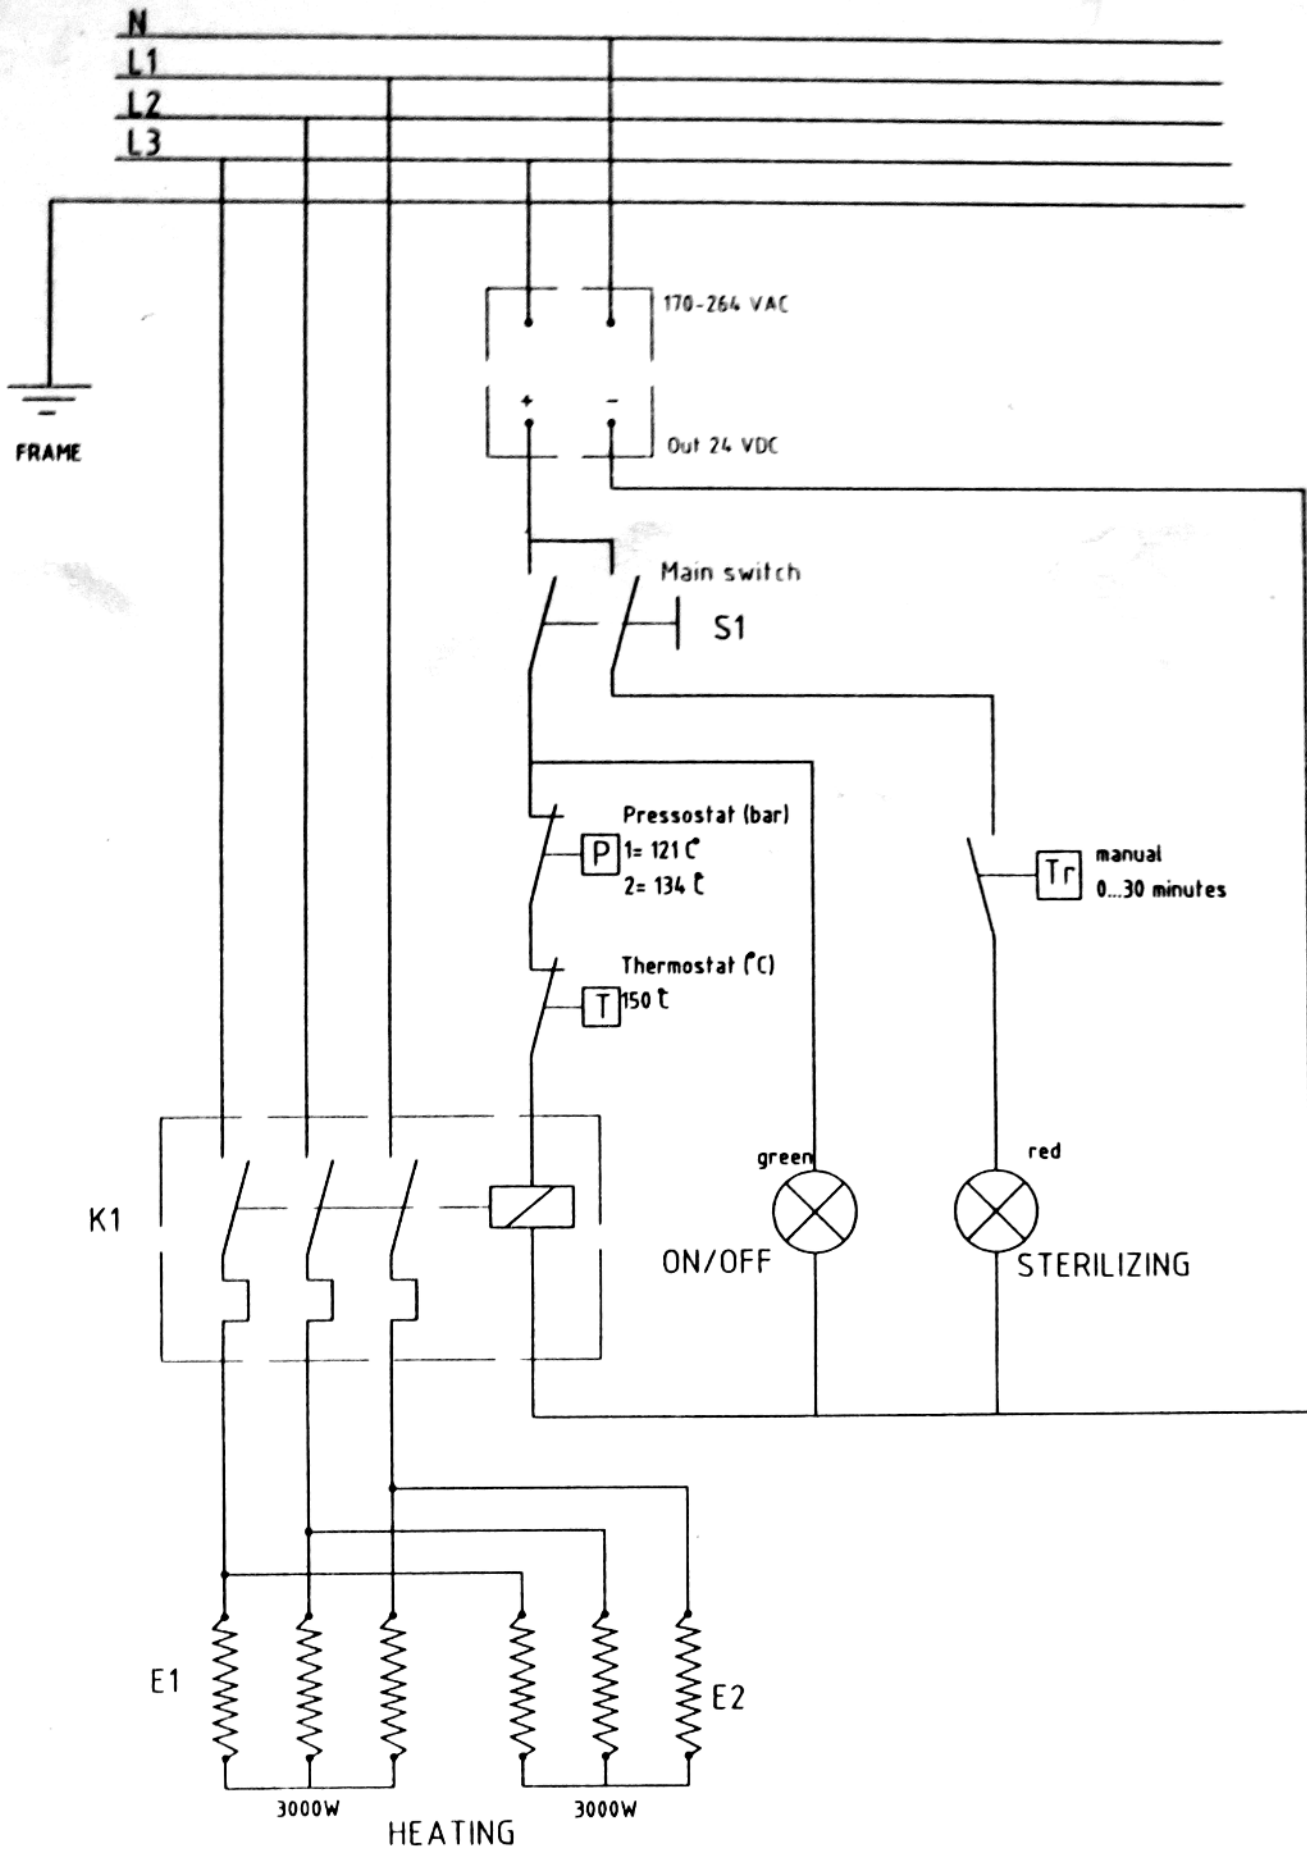 N
L1
L2
L3
170-264 VAC
+ -
Out 24 VDC
FRAME
Main switch
S1
Pressostat (bar)
P
1= 121 C°
2= 134 °C
manual
Tr
0...30 minutes
Thermostat (°C)
T
150 °C
green
red
K1
ON/OFF
STERILIZING
E1
E2
3000W
3000W
HEATING